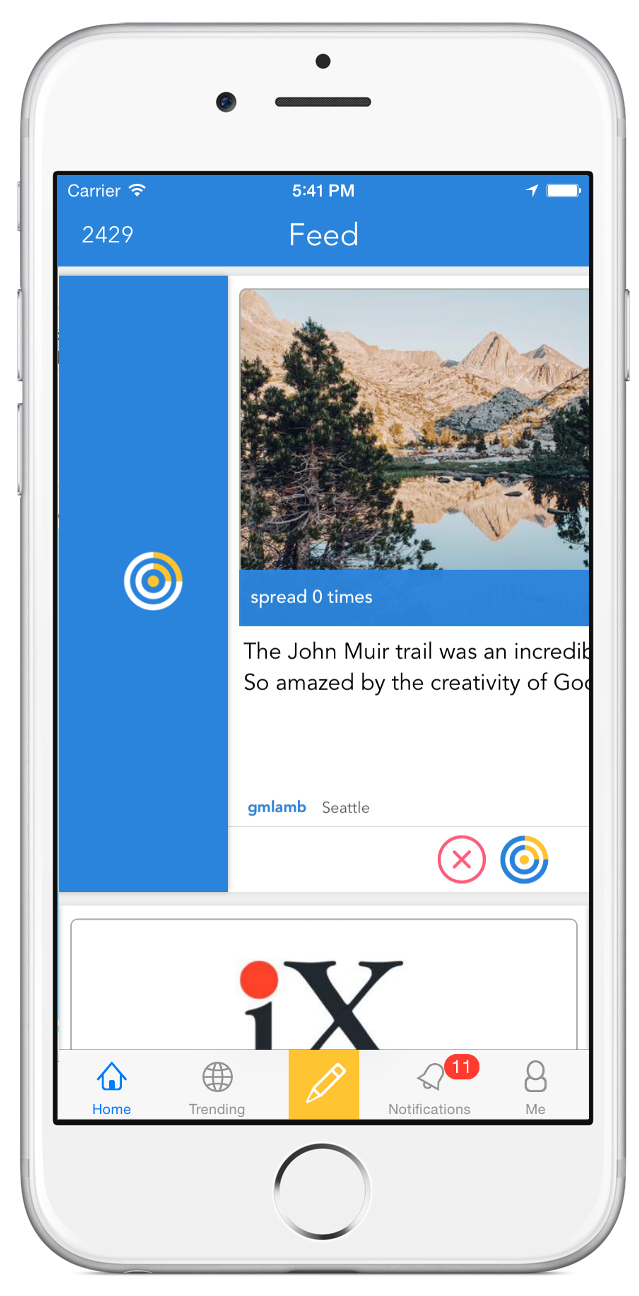 Carrier 5:41 PM
2429 Feed
spread 0 times
The John Muir trail was an incredib
So amazed by the creativity of Goc
gmlamb Seattle
iX
11
Home Trending Notifications Me